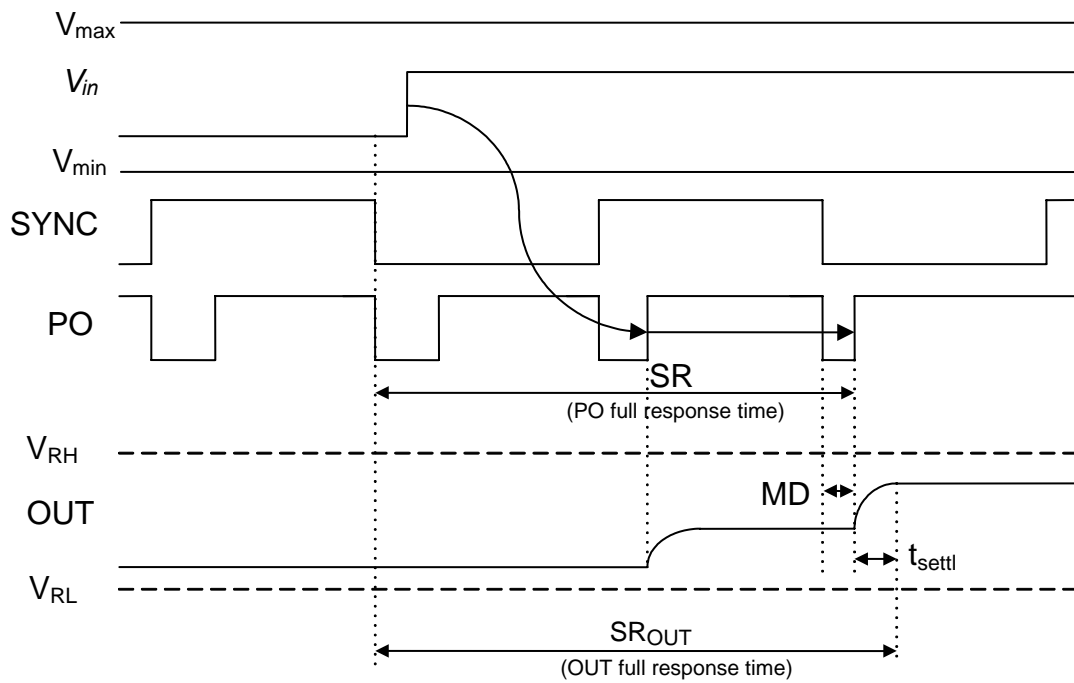 Vmax
Vin
Vmin
SYNC
PO
SR
(PO full response time)
VRH
MD
OUT
tsettl
VRL
SROUT
(OUT full response time)